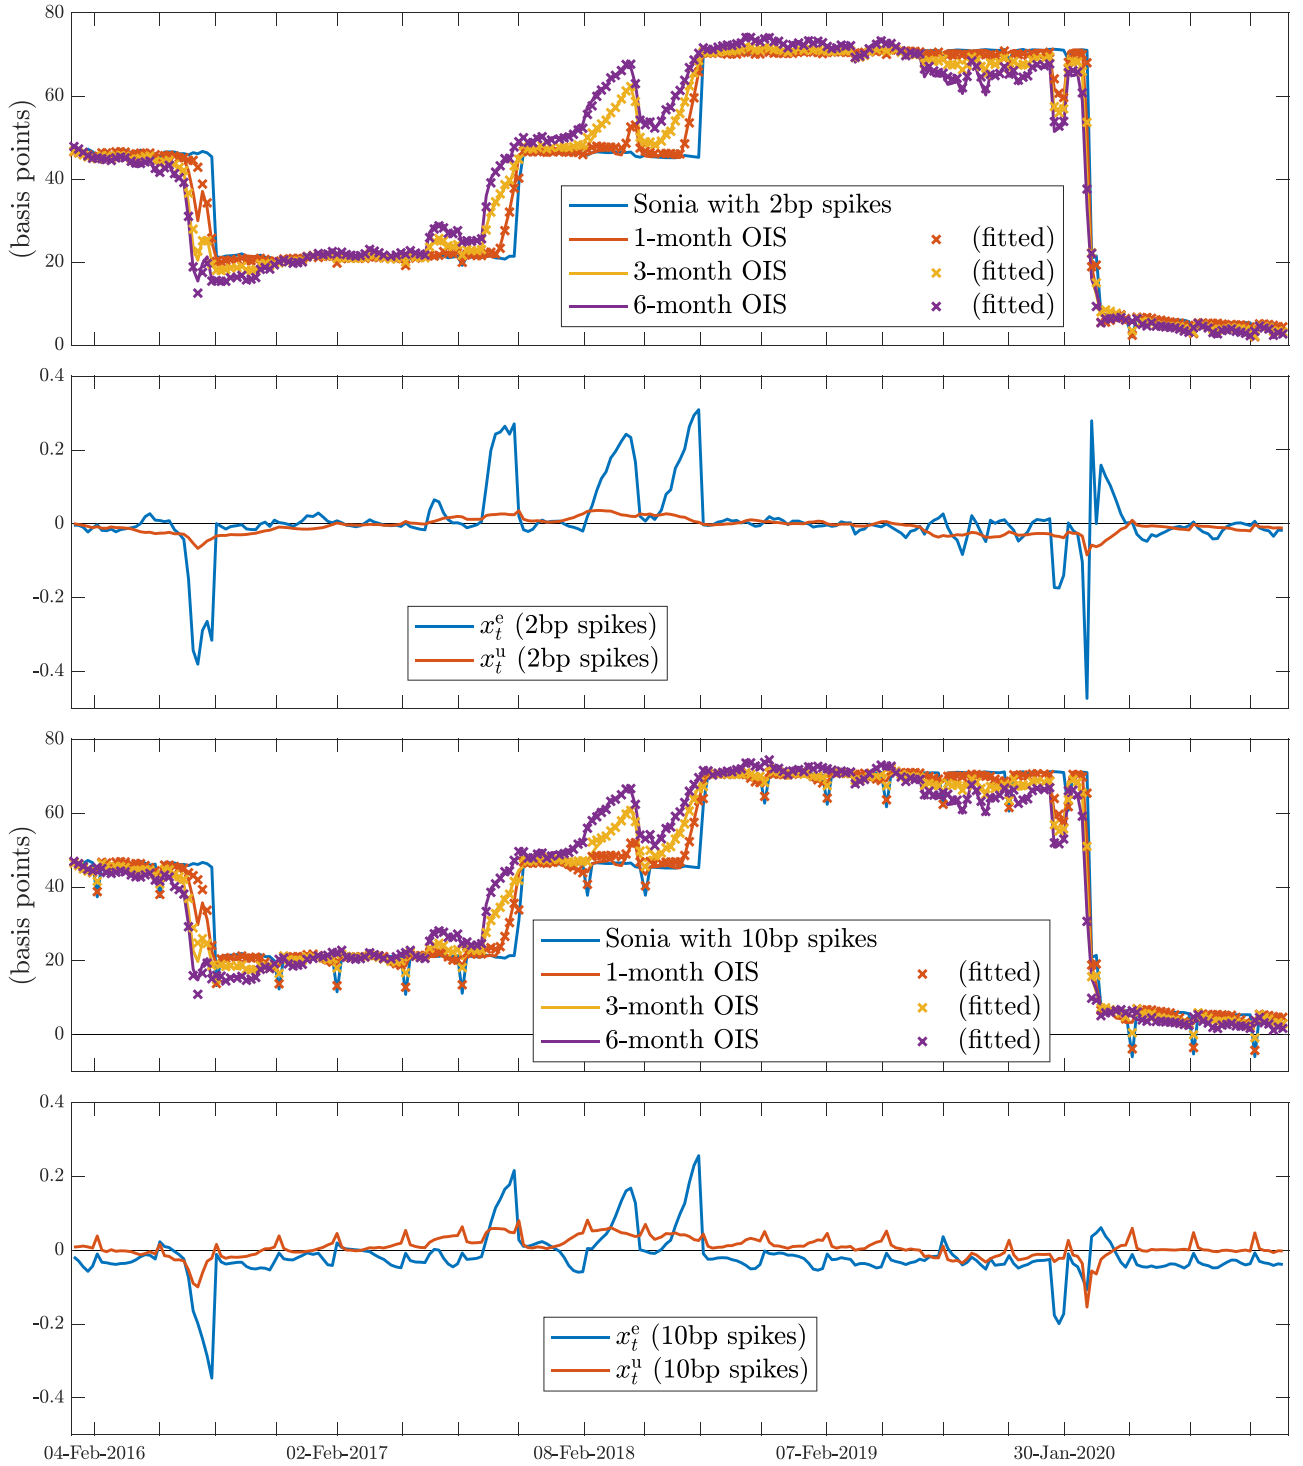 80
60
40
20
0
(basis points)
Sonia with 2bp spikes
1-month OIS (fitted)
3-month OIS (fitted)
6-month OIS (fitted)
0.4
0.2
0
-0.2
-0.4
x_t^e (2bp spikes)
x_t^u (2bp spikes)
80
60
40
20
0
(basis points)
Sonia with 10bp spikes
1-month OIS (fitted)
3-month OIS (fitted)
6-month OIS (fitted)
0.4
0.2
0
-0.2
-0.4
x_t^e (10bp spikes)
x_t^u (10bp spikes)
04-Feb-2016 02-Feb-2017 08-Feb-2018 07-Feb-2019 30-Jan-2020